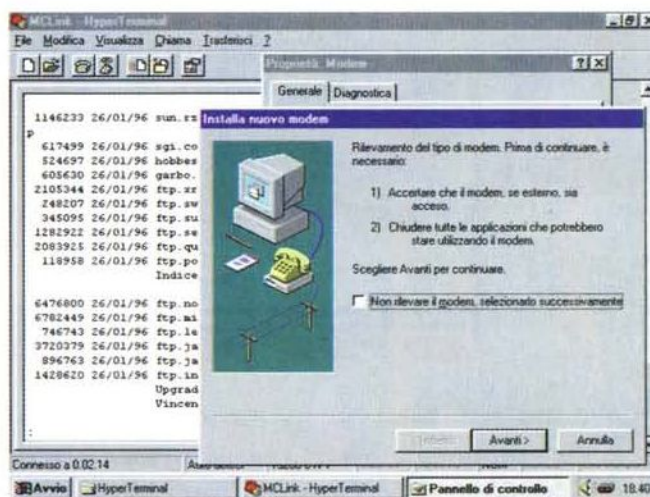 MCLink - HyperTerminal
File Modifica Visualizza Chiama Trasferisci ?
Proprietà Modem
Generale Diagnostica
1146233 26/01/96 sun.rz
p
617499 26/01/96 sgi.co
524697 26/01/96 hobbes
605630 26/01/96 garbo.
2105344 26/01/96 ftp.xr
248207 26/01/96 ftp.sw
345095 26/01/96 ftp.su
1282922 26/01/96 ftp.se
2083925 26/01/96 ftp.qu
118958 26/01/96 ftp.po
Indice
6476800 26/01/96 ftp.no
6782449 26/01/96 ftp.mi
746743 26/01/96 ftp.le
3720379 26/01/96 ftp.ja
896763 26/01/96 ftp.ja
1428620 26/01/96 ftp.in
Upgrad
Vincen
:
Installa nuovo modem
Rilevamento del tipo di modem. Prima di continuare, è
necessario:
1) Accertare che il modem, se esterno, sia
acceso.
2) Chiudere tutte le applicazioni che potrebbero
stare utilizzando il modem.
Scegliere Avanti per continuare.
Non rilevare il modem, selezionarlo successivamente
Avanti >
Annulla
Connesso a 0.02.14
Avvio
HyperTerminal
MCLink - HyperTerminal
Pannello di controllo
18.40